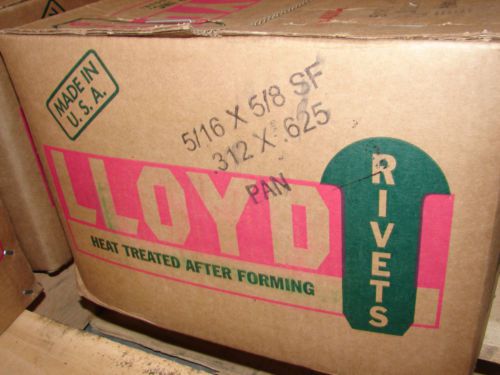 MADE IN
U.S.A.
5/16 X 5/8 SF
.312 X .625
PAN
LLOYD
RIVETS
HEAT TREATED AFTER FORMING